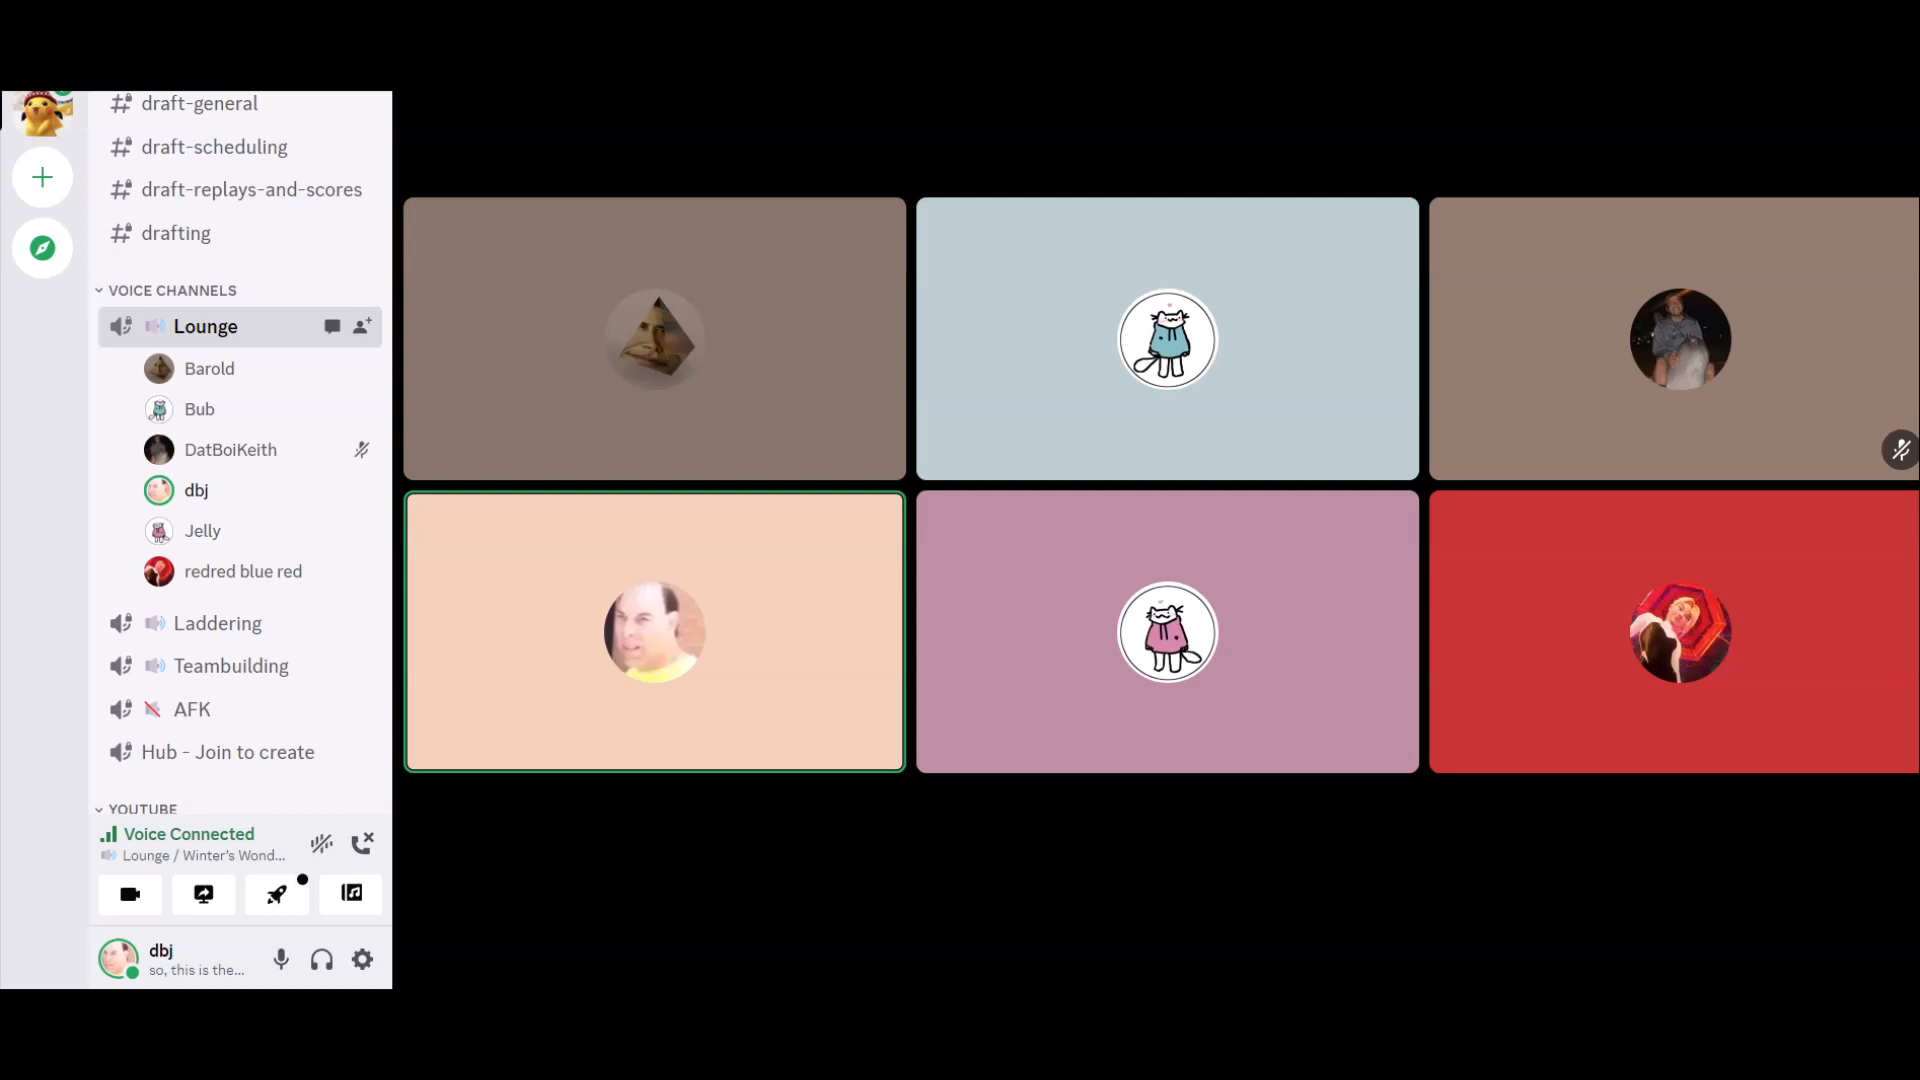 draft-general
draft-scheduling
draft-replays-and-scores
drafting
VOICE CHANNELS
Lounge
Barold
Bub
DatBoiKeith
dbj
Jelly
redred blue red
Laddering
Teambuilding
AFK
Hub - Join to create
YOUTUBE
Voice Connected
Lounge / Winter's Wond...
dbj
so, this is the...